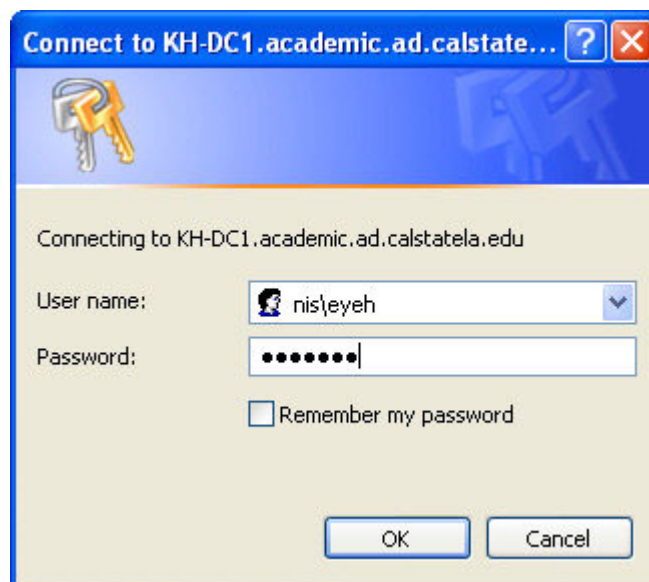 Connect to KH-DC1.academic.ad.calstate...
Connecting to KH-DC1.academic.ad.calstatela.edu
User name:
nis\eyeh
Password:
•••••••
Remember my password
OK
Cancel